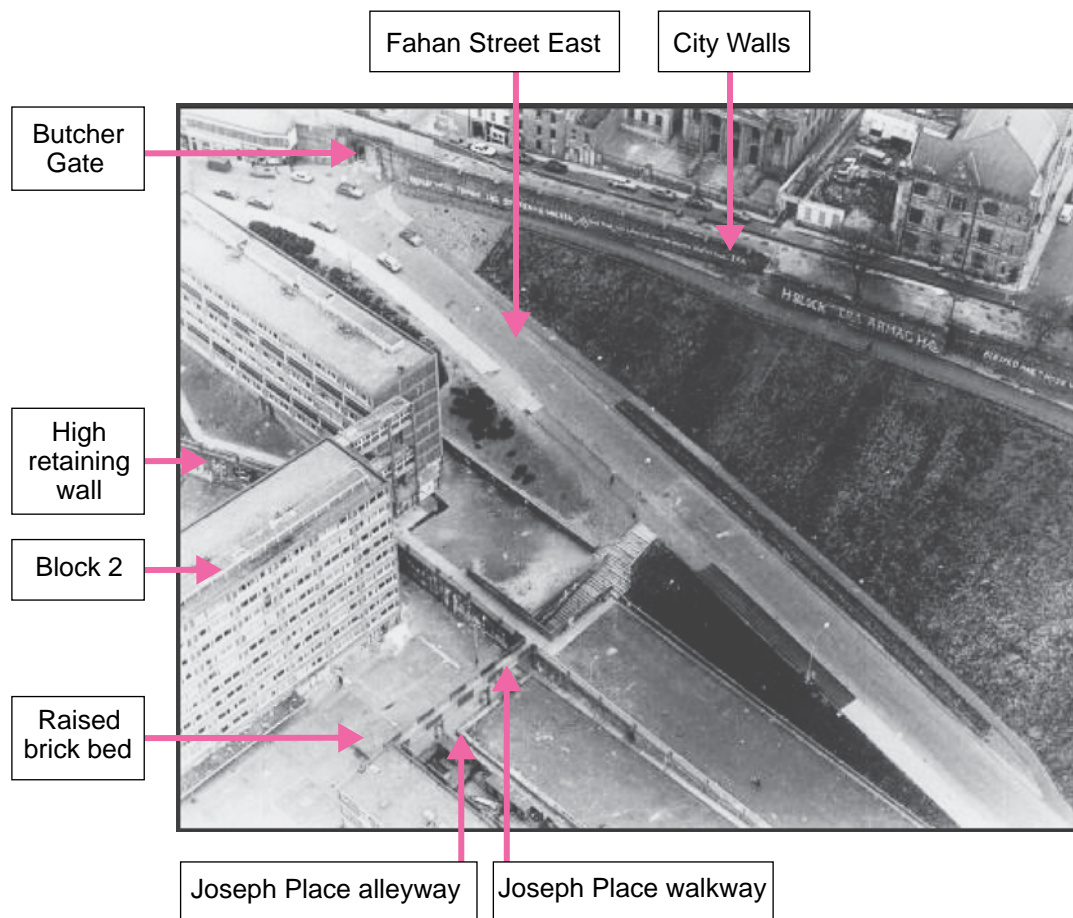 Fahan Street East
City Walls
Butcher
Gate
High
retaining
wall
Block 2
Raised
brick bed
Joseph Place alleyway
Joseph Place walkway
H BLOCK
ARMAGH